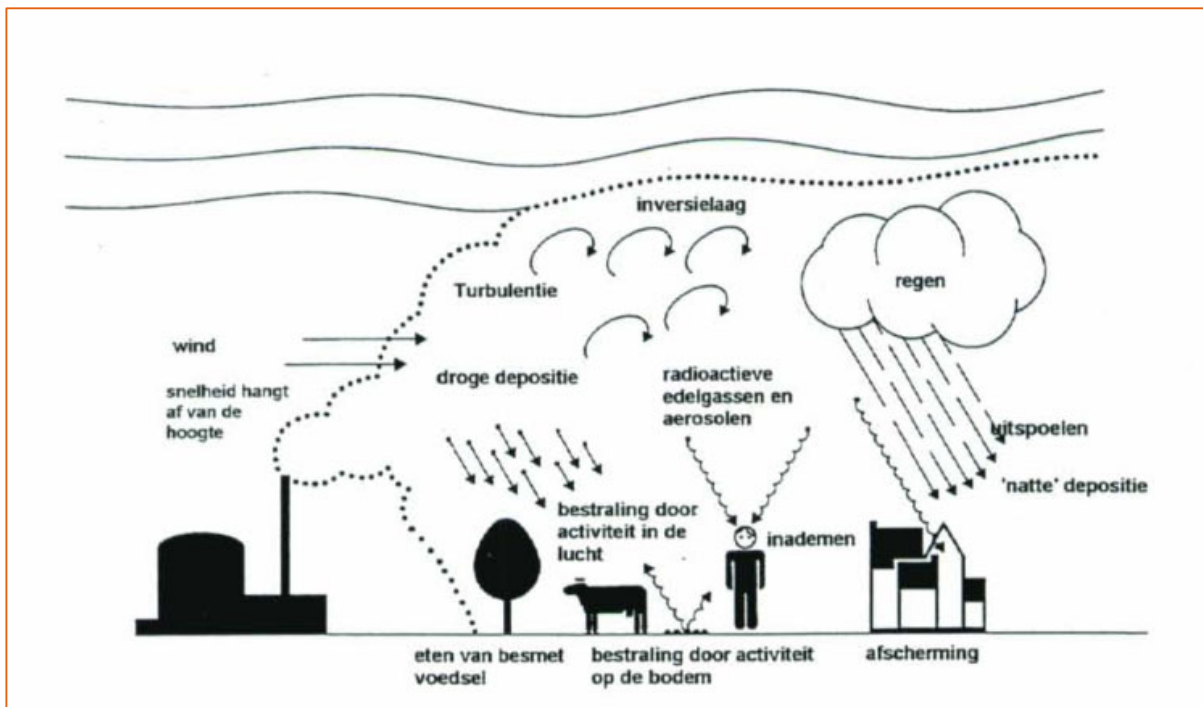 inversielaag
Turbulentie
regen
wind
snelheid hangt
af van de
hoogte
droge depositie
radioactieve
edelgassen en
aerosolen
uitspoelen
'natte' depositie
bestraling door
activiteit in de
lucht
inademen
eten van besmet
voedsel
bestraling door activiteit
op de bodem
afscherming